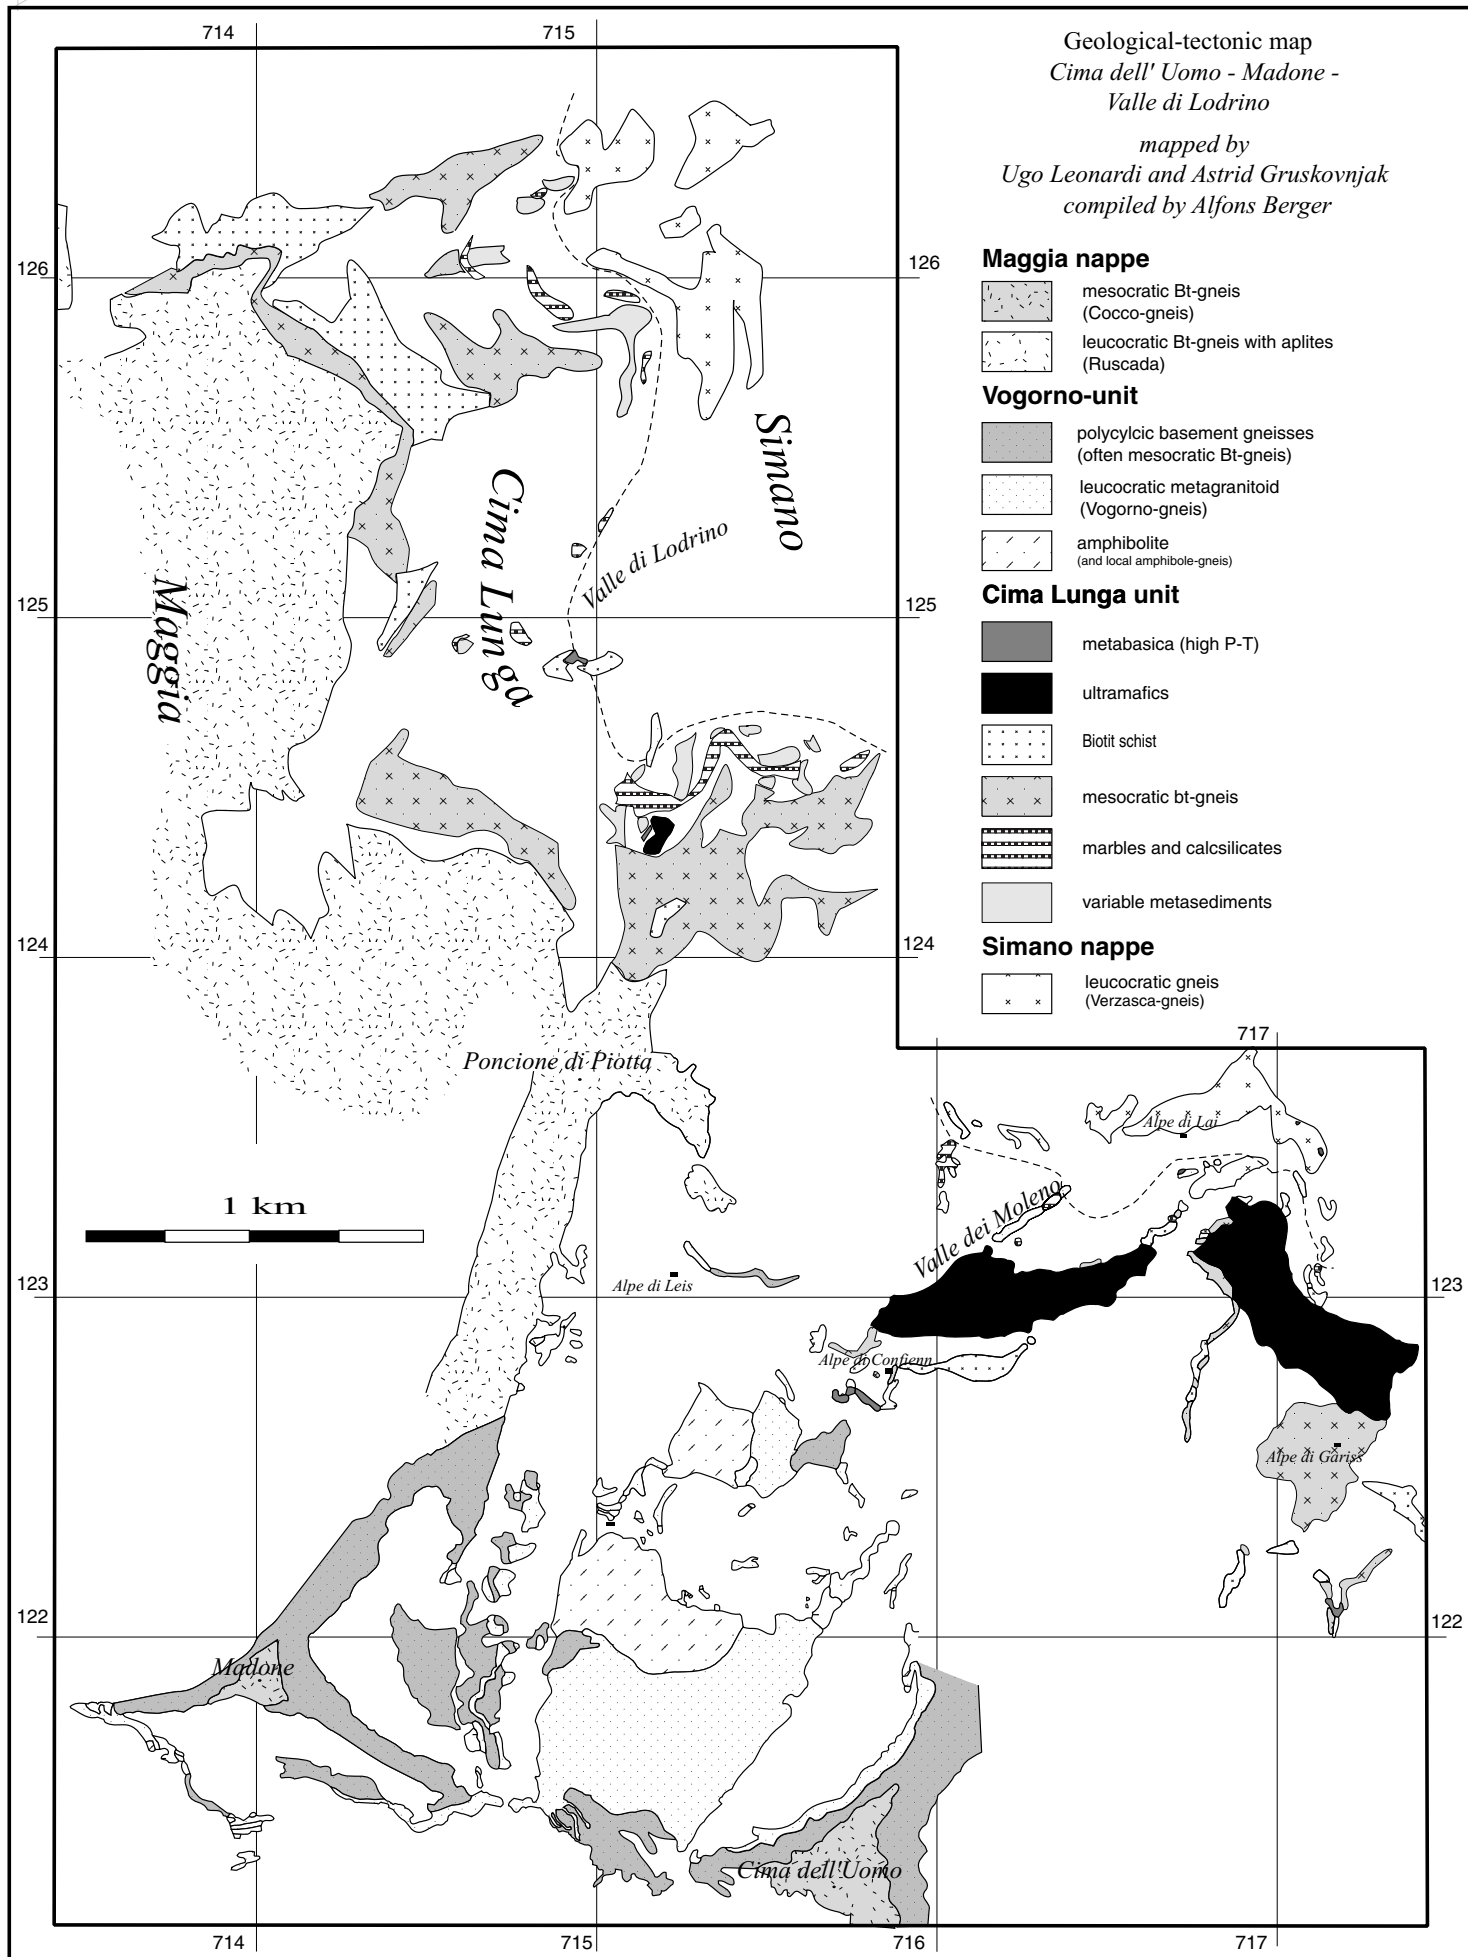 714
715
Geological-tectonic map
Cima dell' Uomo - Madone -
Valle di Lodrino
mapped by
Ugo Leonardi and Astrid Gruskovnjak
compiled by Alfons Berger
Maggia nappe
mesocratic Bt-gneis
(Cocco-gneis)
leucocratic Bt-gneis with aplites
(Ruscada)
Vogorno-unit
polycylcic basement gneisses
(often mesocratic Bt-gneis)
leucocratic metagranitoid
(Vogorno-gneis)
amphibolite
(and local amphibole-gneis)
Cima Lunga unit
metabasica (high P-T)
ultramafics
Biotit schist
mesocratic bt-gneis
marbles and calcsilicates
variable metasediments
Simano nappe
leucocratic gneis
(Verzasca-gneis)
126
126
Simano
Cima Lunga
Valle di Lodrino
125
125
Maggia
124
124
717
Poncione di Piotta
Alpe di Lai
1 km
Valle dei Moleno
Alpe di Leis
123
123
Alpe di Confienn
Alpe di Gariss
122
122
Madone
Cima dell'Uomo
714
715
716
717